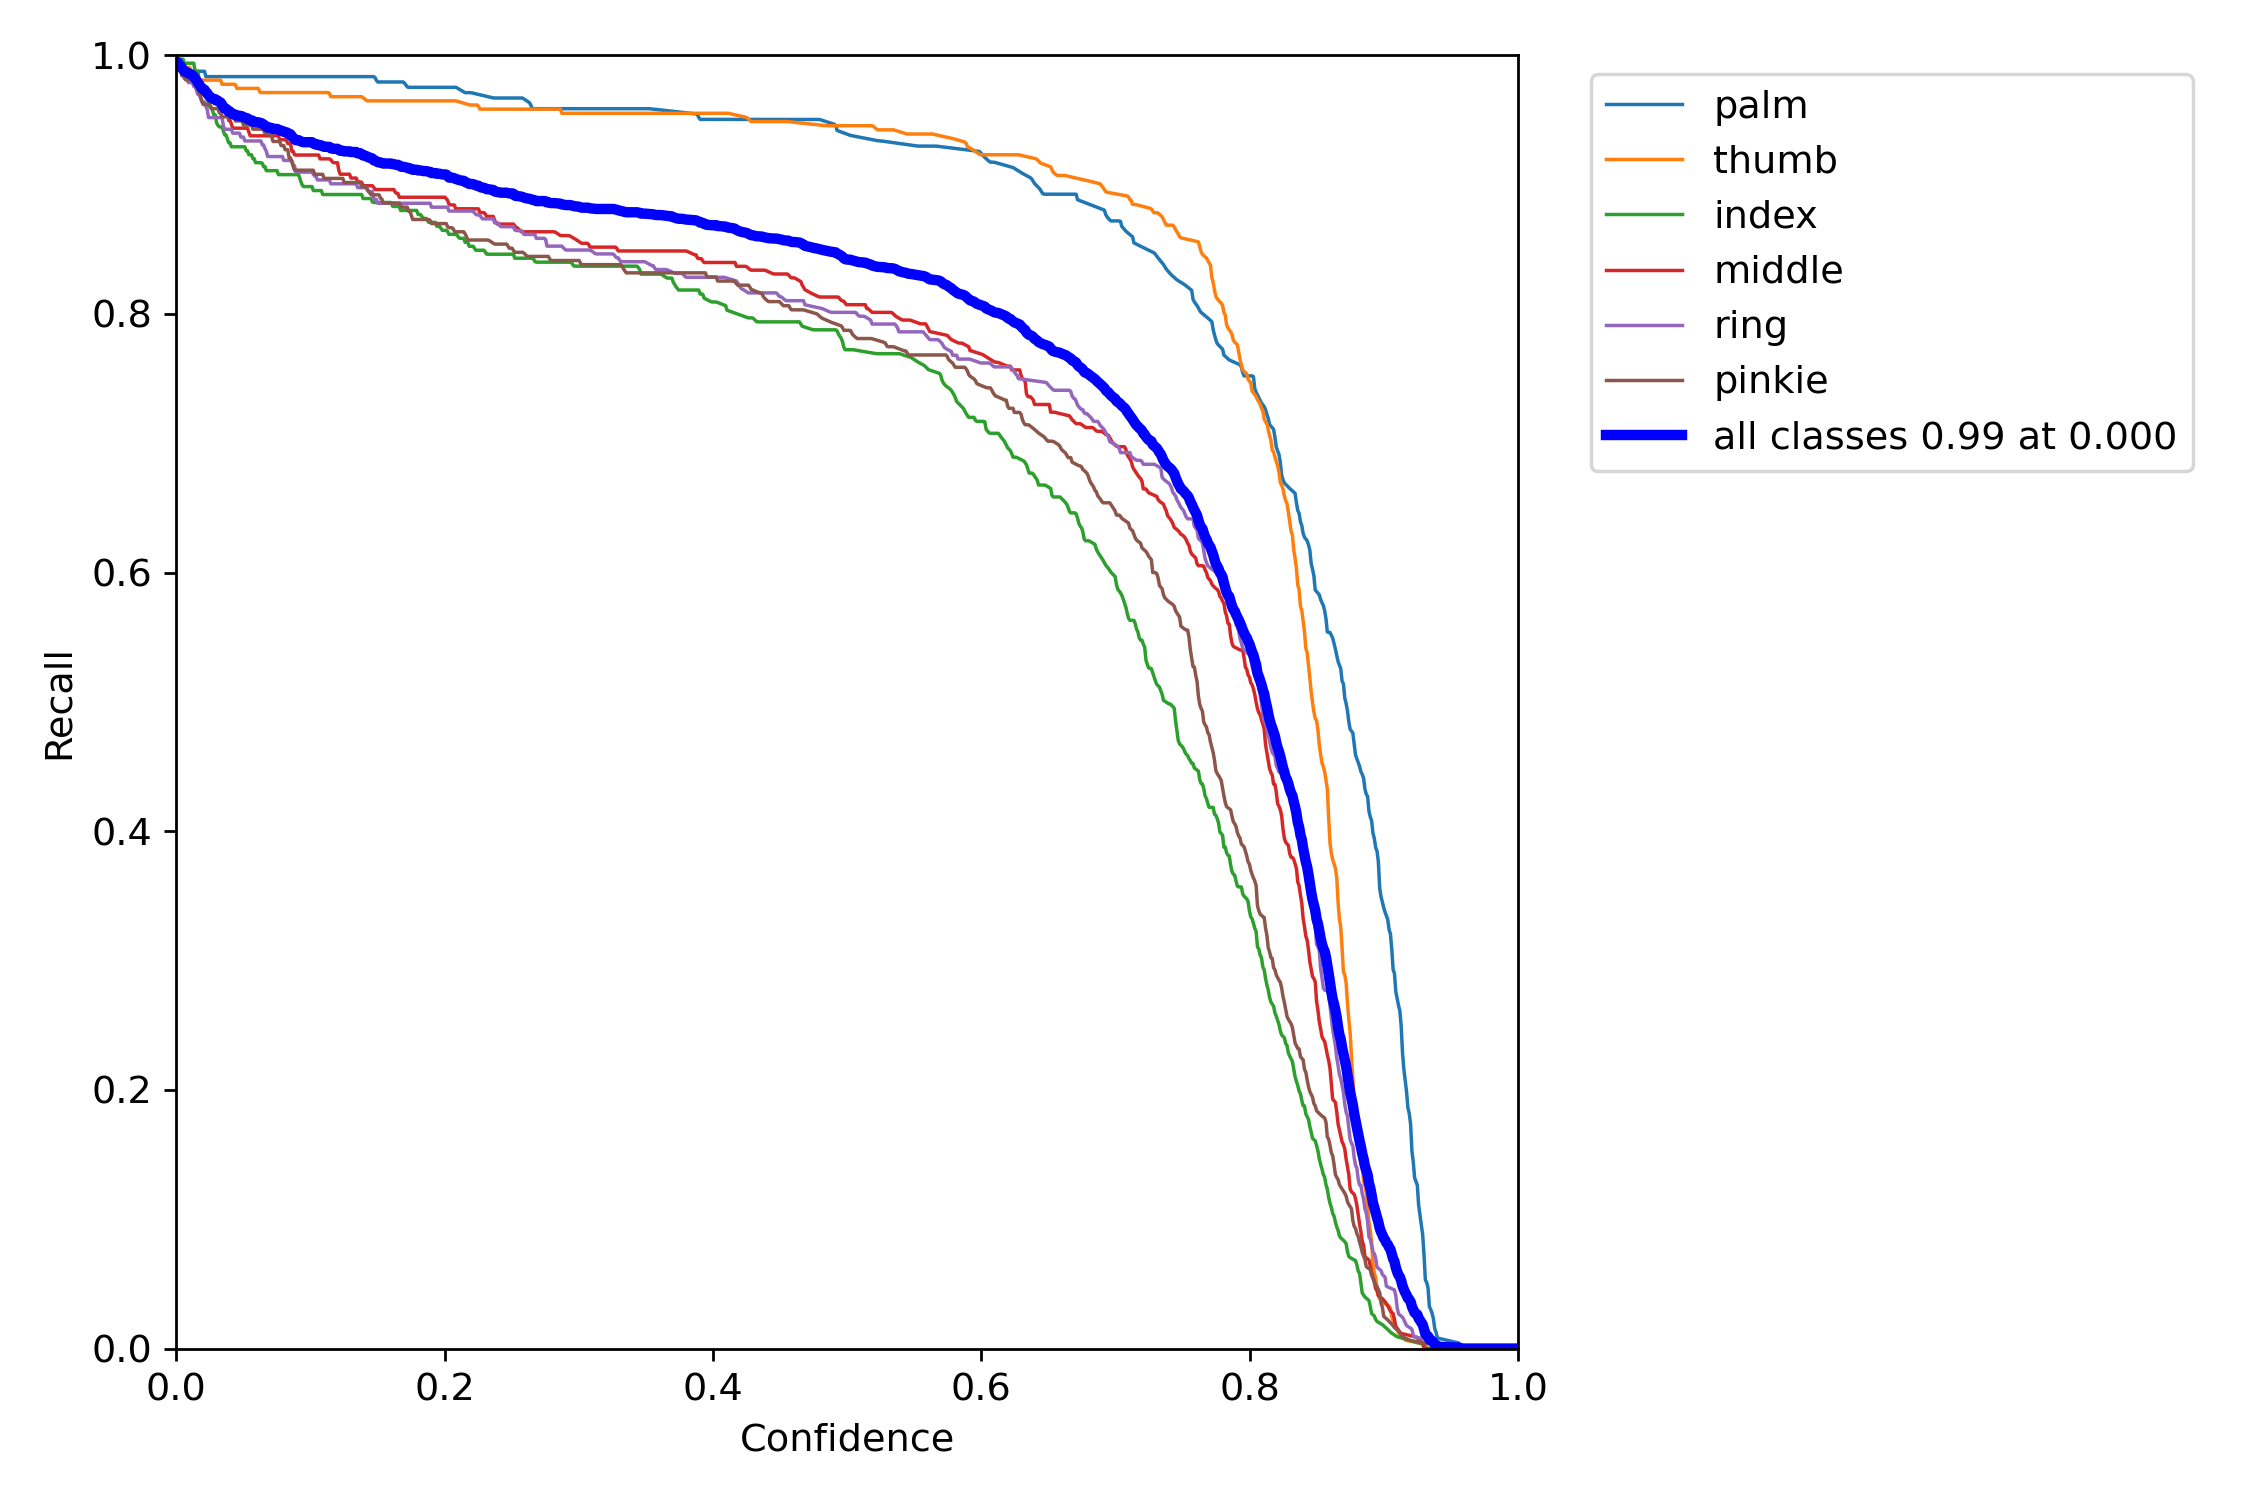 1.0
0.8
0.6
0.4
0.2
0.0
Recall
0.0 0.2 0.4 0.6 0.8 1.0
Confidence
palm
thumb
index
middle
ring
pinkie
all classes 0.99 at 0.000